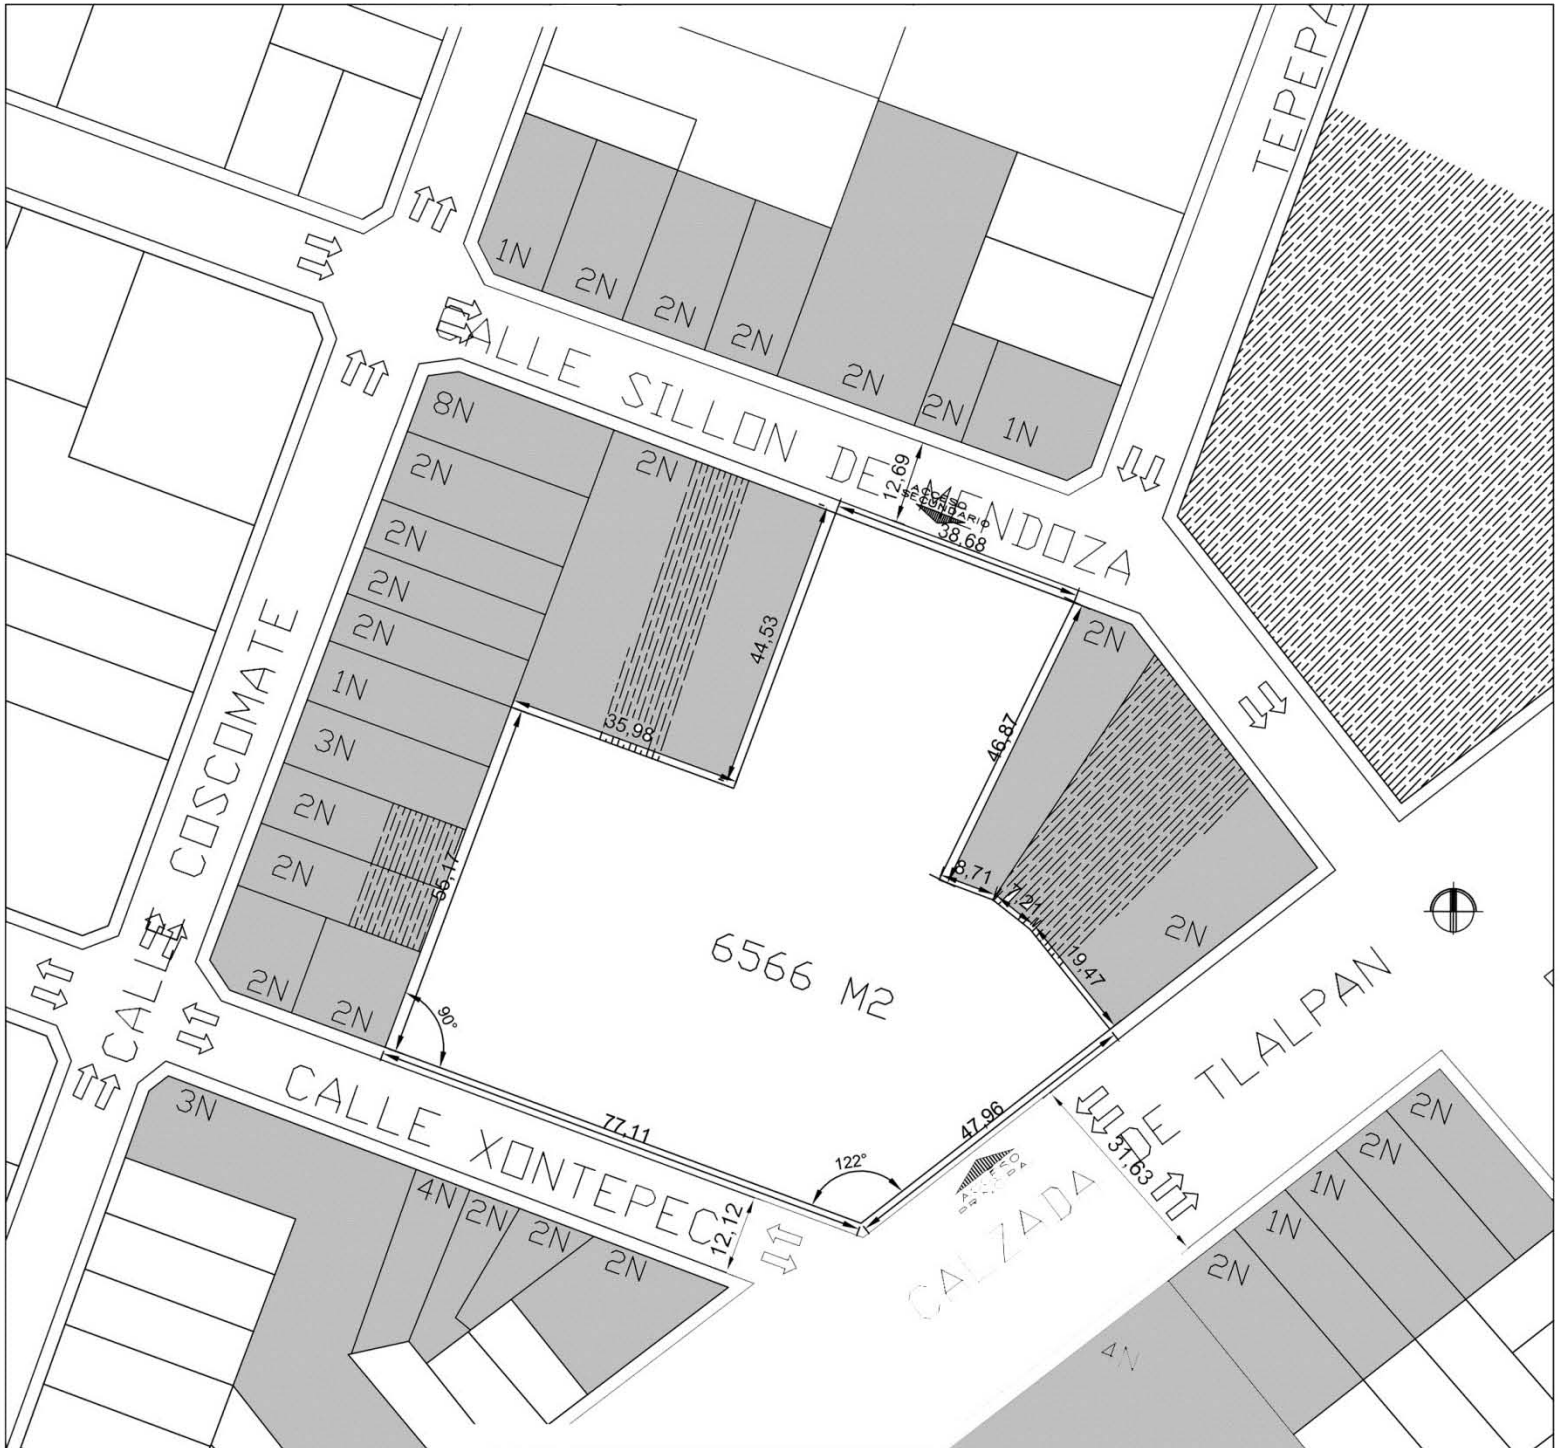 TEPEPA
1N
2N
2N
2N
2N
2N
1N
CALLE SILLON DE MENDOZA
8N
2N
2N
2N
2N
2N
1N
3N
2N
2N
2N
2N
12,69
ACCESO
SECUNDARIO
38,68
44,53
35,98
46,87
2N
8,71
7,21
19,47
2N
55,17
6566 M2
90°
CALLE COSCOMATE
CALLE XONTEPEC
77,11
122°
47,96
12,12
31,63
CALZADA DE TLALPAN
3N
4N
2N
2N
2N
2N
2N
1N
1N
2N
4N